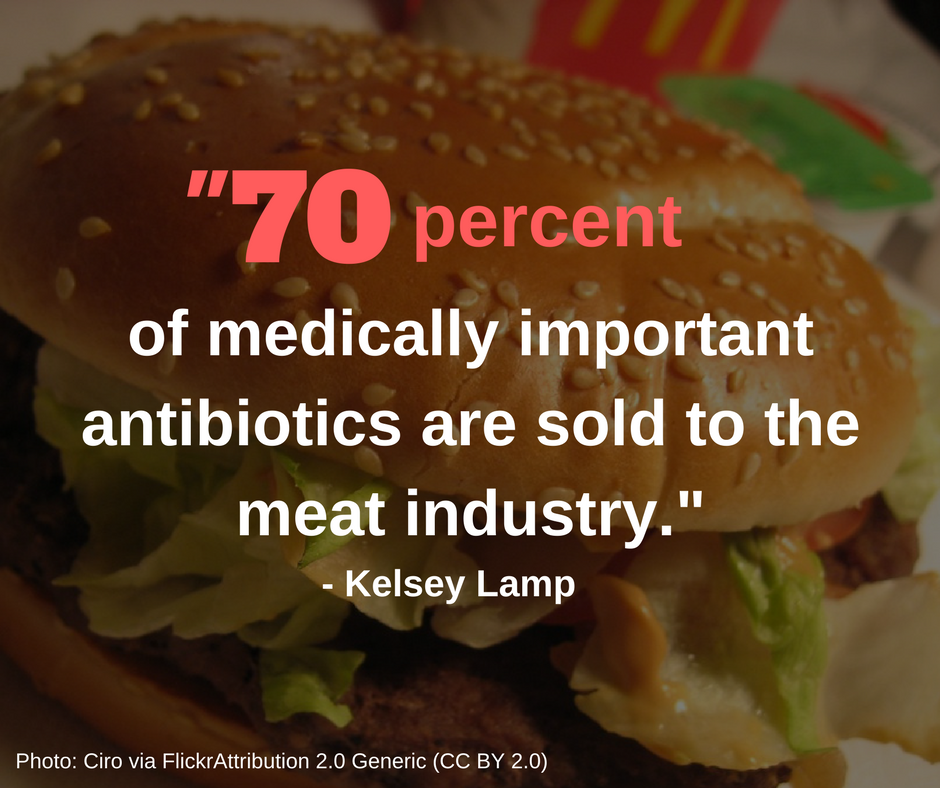 "70 percent
of medically important
antibiotics are sold to the
meat industry."
- Kelsey Lamp
Photo: Ciro via FlickrAttribution 2.0 Generic (CC BY 2.0)